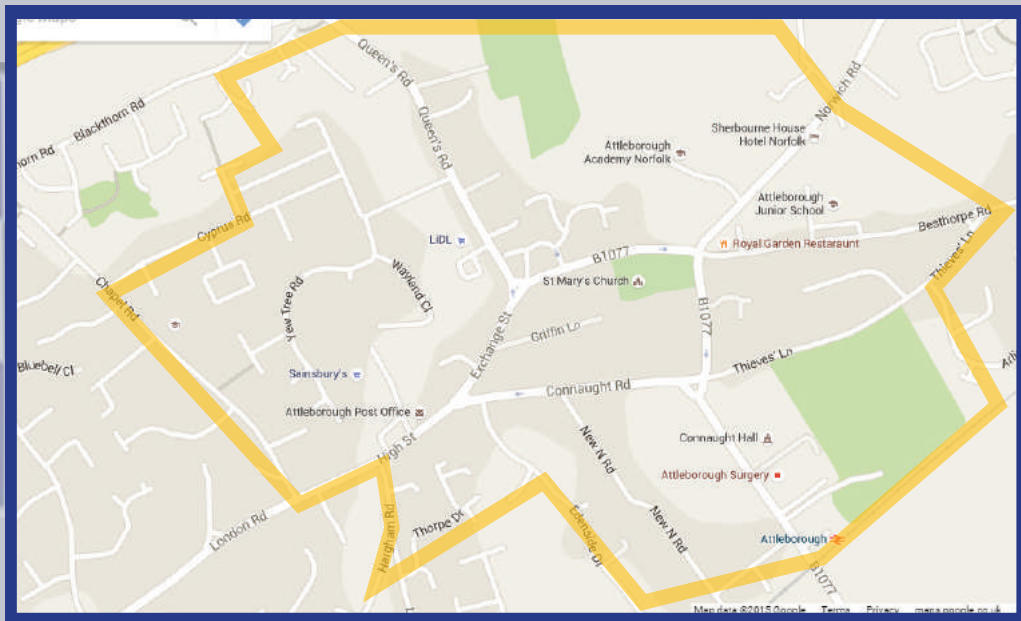 Queen's Rd
Blackthorn Rd
Queen's Rd
Norwich Rd
Sherbourne House
Hotel Norfolk
Attleborough
Academy Norfolk
Attleborough
Junior School
Cyprus Rd
LiDL
B1077
Royal Garden Restaraunt
Besthorpe Rd
Thieves' Ln
Chapel Rd
Yew Tree Rd
Wayland Cl
St Mary's Church
Exchange St
Griffin Ln
B1077
Bluebell Cl
Sainsbury's
Thieves' Ln
Connaught Rd
Attleborough Post Office
High St
New N Rd
Connaught Hall
Attleborough Surgery
London Rd
Hargham Rd
Thorpe Dr
Edenside Dr
New N Rd
Attleborough
B1077
Map data ©2015 Google Terms Privacy maps.google.co.uk